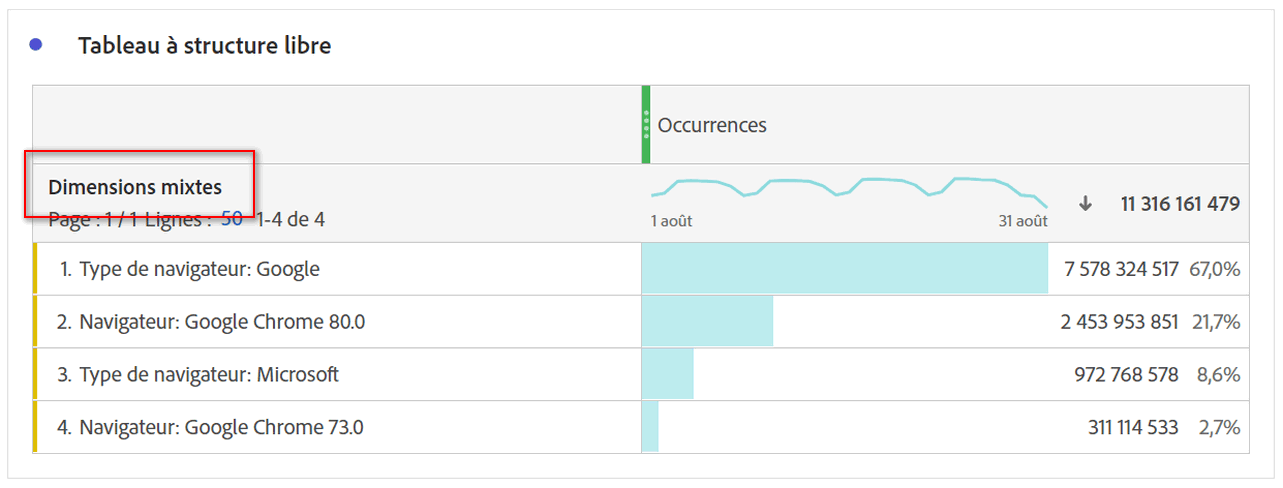 Tableau à structure libre
Occurrences
Dimensions mixtes
Page : 1 / 1 Lignes : 50 1-4 de 4
1 août 31 août
11 316 161 479
1. Type de navigateur: Google 7 578 324 517 67,0%
2. Navigateur: Google Chrome 80.0 2 453 953 851 21,7%
3. Type de navigateur: Microsoft 972 768 578 8,6%
4. Navigateur: Google Chrome 73.0 311 114 533 2,7%